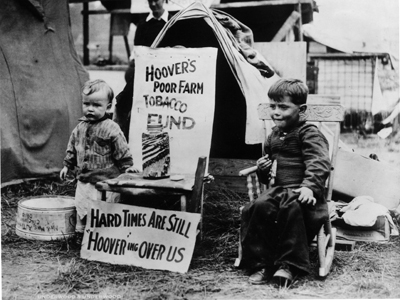 HOOVER'S
POOR FARM
TOBACCO
FUND
HARD TIMES ARE STILL
"HOOVER"ING OVER US